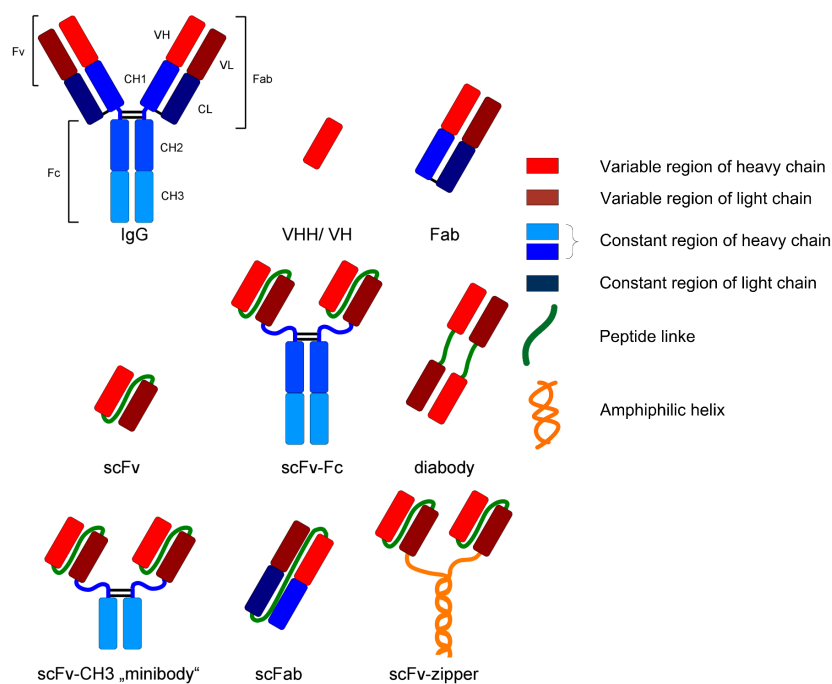 Fv
VH
VL
CH1
Fab
CL
Fc
CH2
CH3
IgG
VHH/ VH
Fab
Variable region of heavy chain
Variable region of light chain
Constant region of heavy chain
Constant region of light chain
Peptide linke
Amphiphilic helix
scFv
scFv-Fc
diabody
scFv-CH3 „minibody“
scFab
scFv-zipper